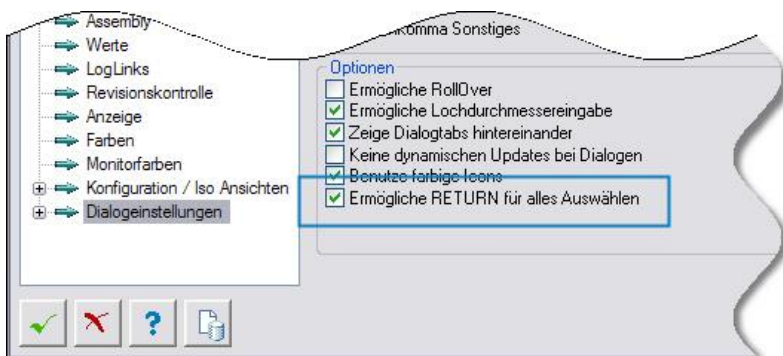 Assembly
Werte
LogLinks
Revisionskontrolle
Anzeige
Farben
Monitorfarben
Konfiguration / Iso Ansichten
Dialogeinstellungen
Sonstiges
Optionen
Ermögliche RollOver
Ermögliche Lochdurchmessereingabe
Zeige Dialogtabs hintereinander
Keine dynamischen Updates bei Dialogen
Benutze farbige Icons
Ermögliche RETURN für alles Auswählen
?